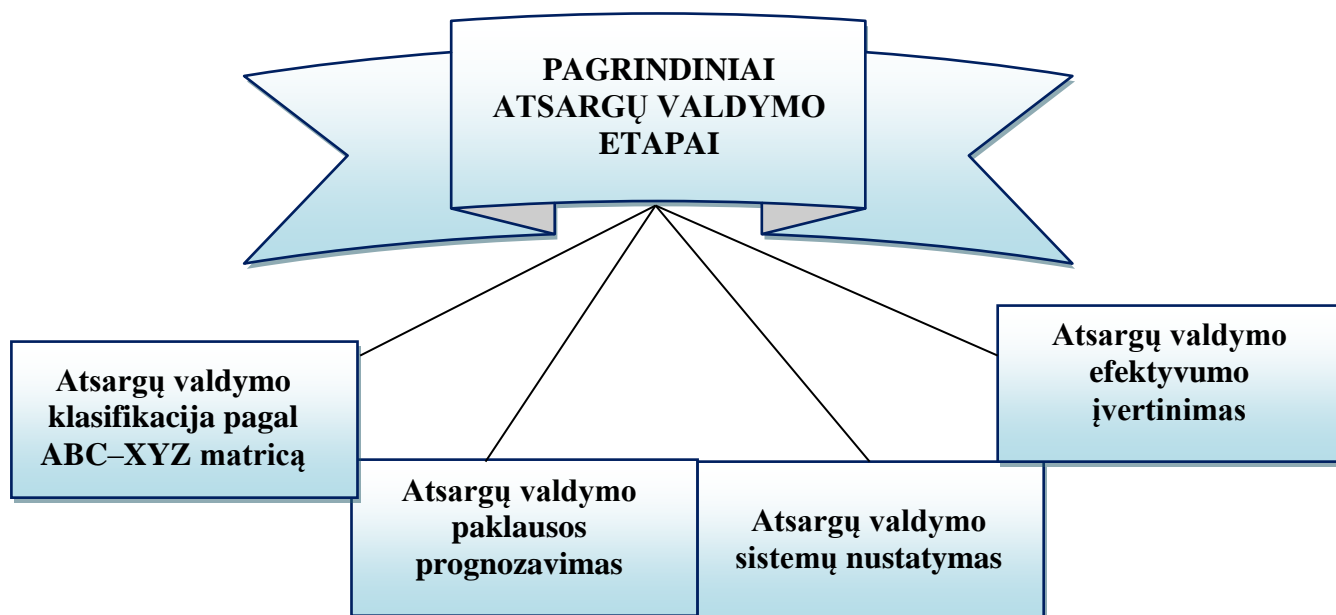 PAGRINDINIAI
ATSARGŲ VALDYMO
ETAPAI
Atsargų valdymo
klasifikacija pagal
ABC–XYZ matricą
Atsargų valdymo
paklausos
prognozavimas
Atsargų valdymo
sistemų nustatymas
Atsargų valdymo
efektyvumo
įvertinimas